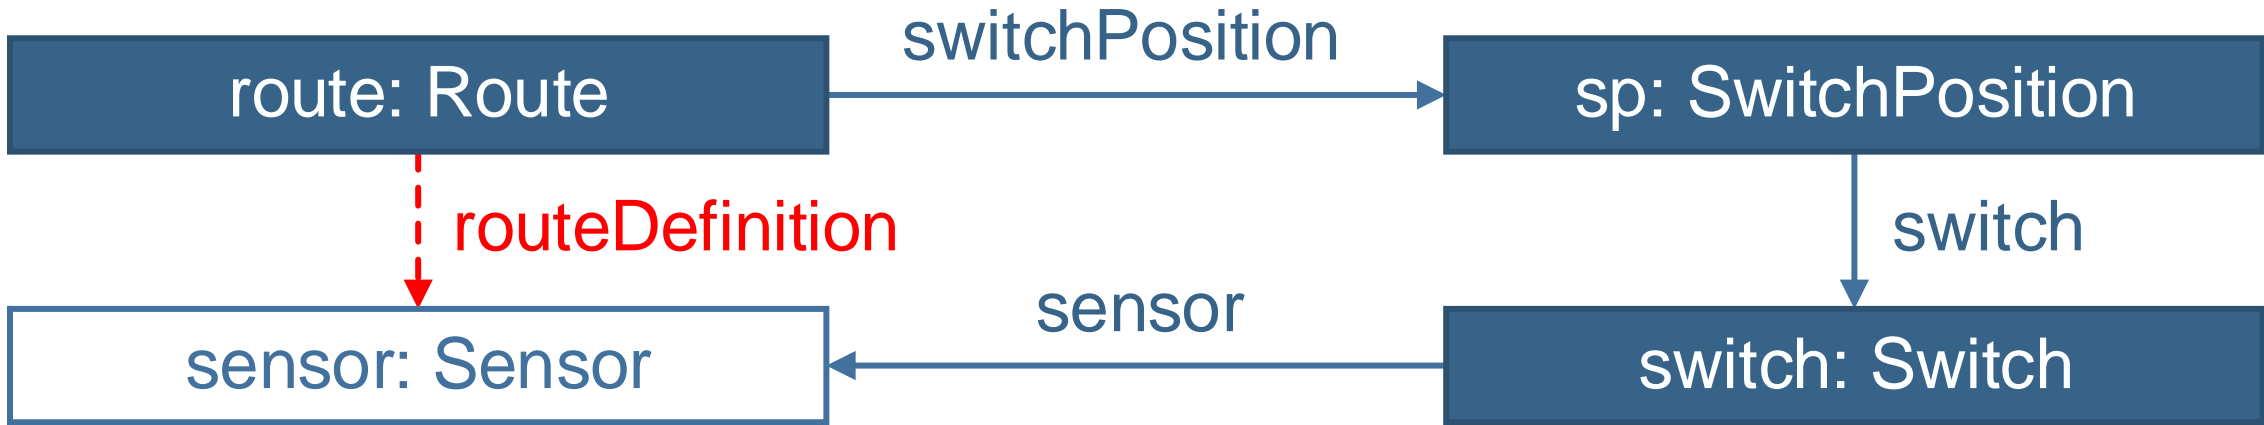 switchPosition
route: Route
sp: SwitchPosition
routeDefinition
switch
sensor
sensor: Sensor
switch: Switch